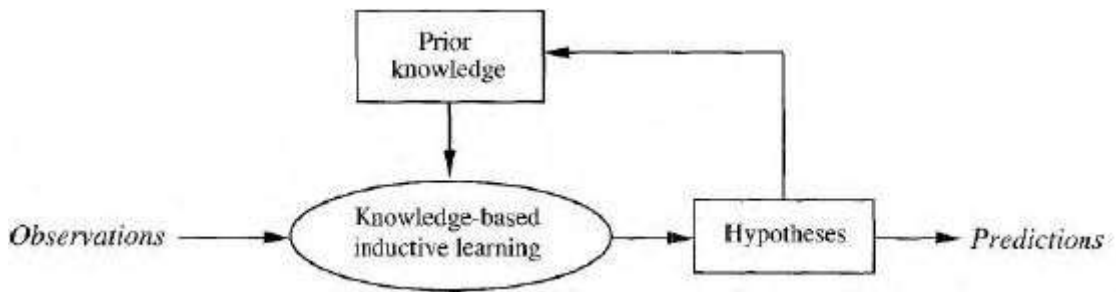 Prior
knowledge
Observations
Knowledge-based
inductive learning
Hypotheses
Predictions